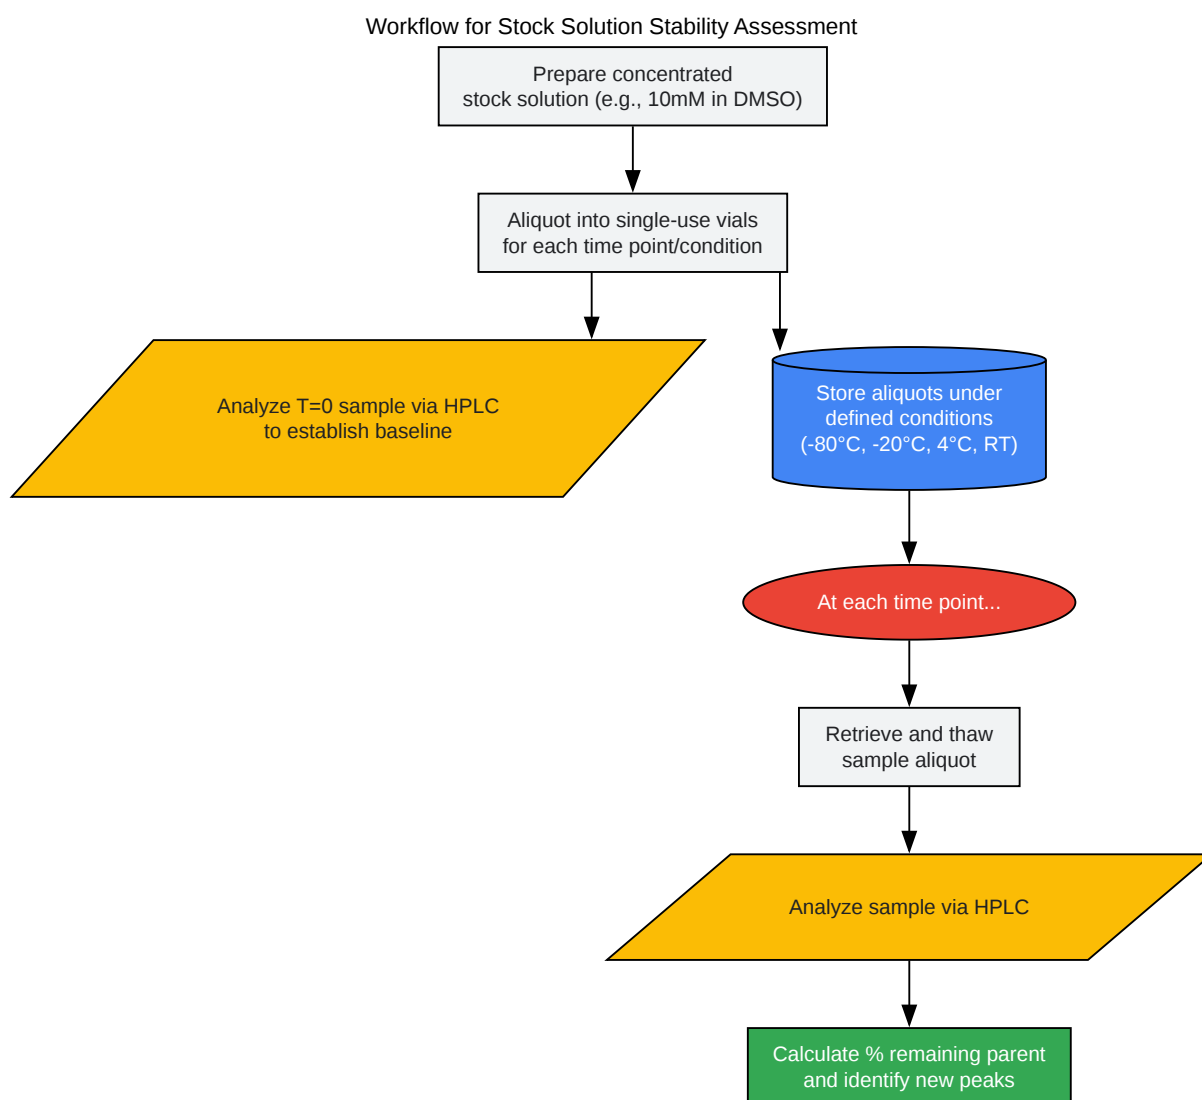 Workflow for Stock Solution Stability Assessment
Prepare concentrated
stock solution (e.g., 10mM in DMSO)
Aliquot into single-use vials
for each time point/condition
Analyze T=0 sample via HPLC
to establish baseline
Store aliquots under
defined conditions
(-80°C, -20°C, 4°C, RT)
At each time point...
Retrieve and thaw
sample aliquot
Analyze sample via HPLC
Calculate % remaining parent
and identify new peaks